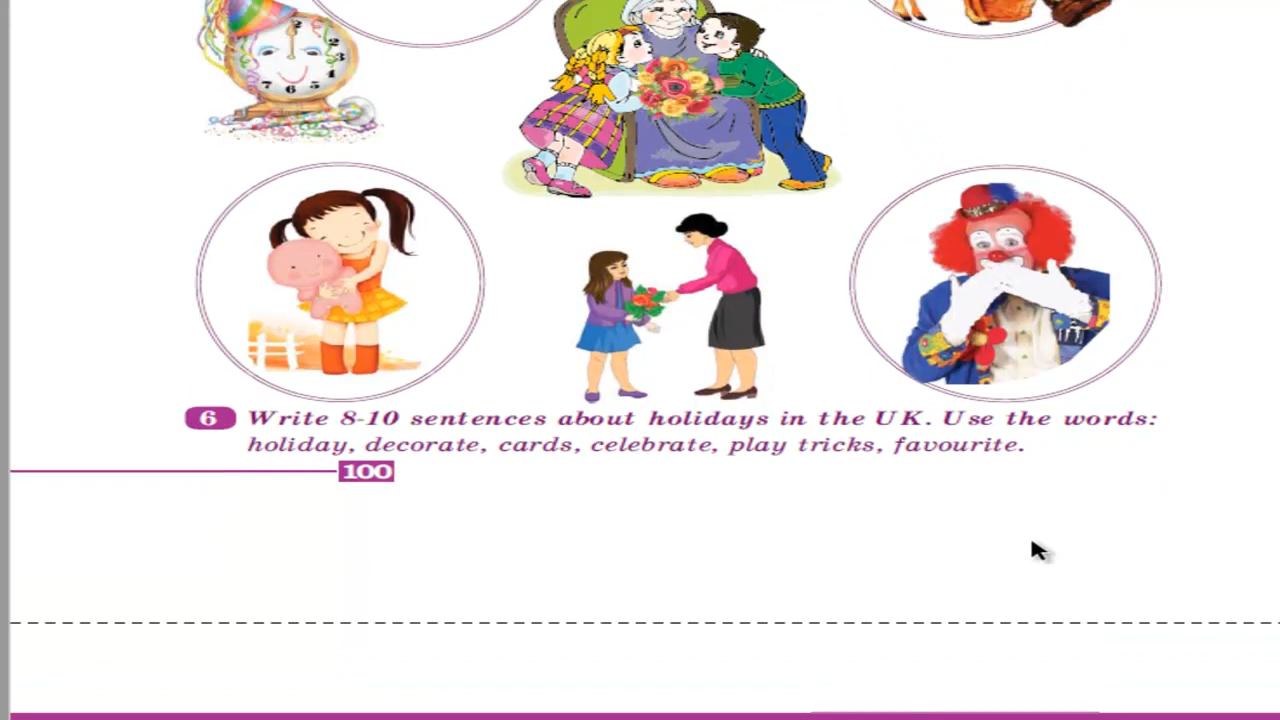 6 Write 8-10 sentences about holidays in the UK. Use the words:
holiday, decorate, cards, celebrate, play tricks, favourite.
100